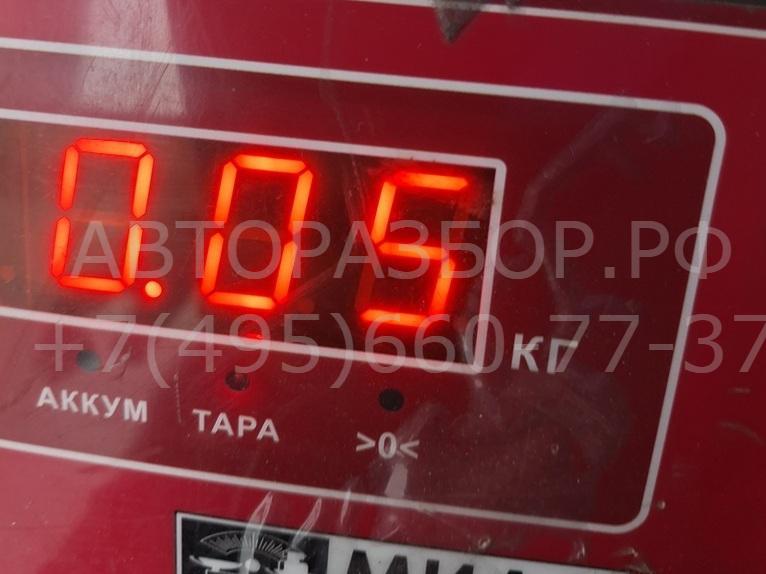 0.05
АВТОРАЗБОР.РФ
+7(495)660-77-37
КГ
АККУМ
ТАРА
>0<